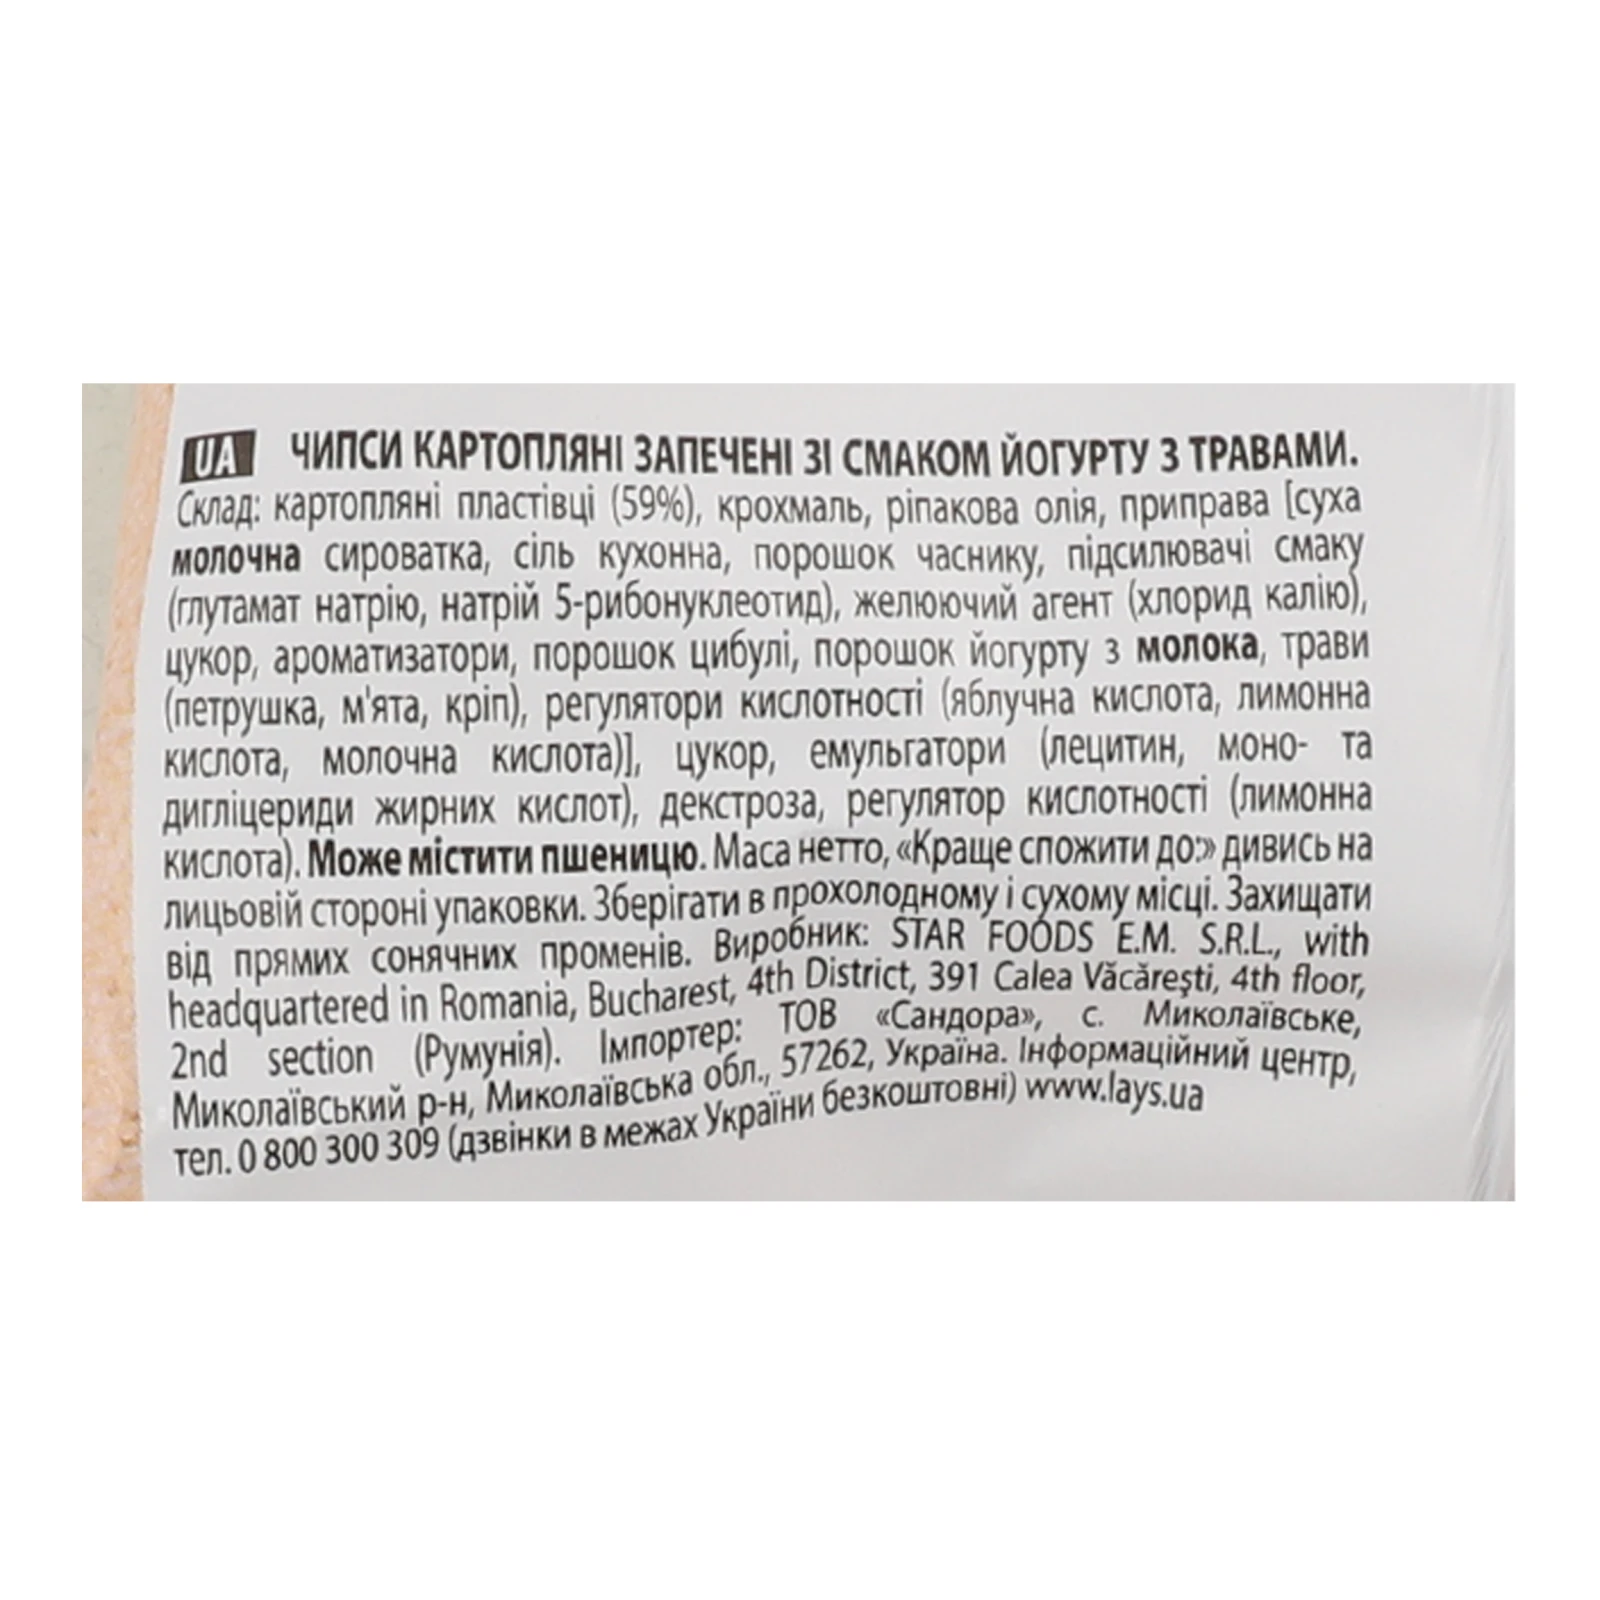 UA ЧИПСИ КАРТОПЛЯНІ ЗАПЕЧЕНІ ЗІ СМАКОМ ЙОГУРТУ З ТРАВАМИ.
Склад: картопляні пластівці (59%), крохмаль, ріпакова олія, приправа [суха
молочна сироватка, сіль кухонна, порошок часнику, підсилювачі смаку
(глутамат натрію, натрій 5-рибонуклеотид), желюючий агент (хлорид калію),
цукор, ароматизатори, порошок цибулі, порошок йогурту з молока, трави
(петрушка, м'ята, кріп), регулятори кислотності (яблучна кислота, лимонна
кислота, молочна кислота)], цукор, емульгатори (лецитин, моно- та
дигліцериди жирних кислот), декстроза, регулятор кислотності (лимонна
кислота). Може містити пшеницю. Маса нетто, «Краще спожити до:» дивись на
лицьовій стороні упаковки. Зберігати в прохолодному і сухому місці. Захищати
від прямих сонячних променів. Виробник: STAR FOODS E.M. S.R.L., with
headquartered in Romania, Bucharest, 4th District, 391 Calea Văcăreşti, 4th floor,
2nd section (Румунія). Імпортер: ТОВ «Сандора», с. Миколаївське,
Миколаївський р-н, Миколаївська обл., 57262, Україна. Інформаційний центр,
тел. 0 800 300 309 (дзвінки в межах України безкоштовні) www.lays.ua